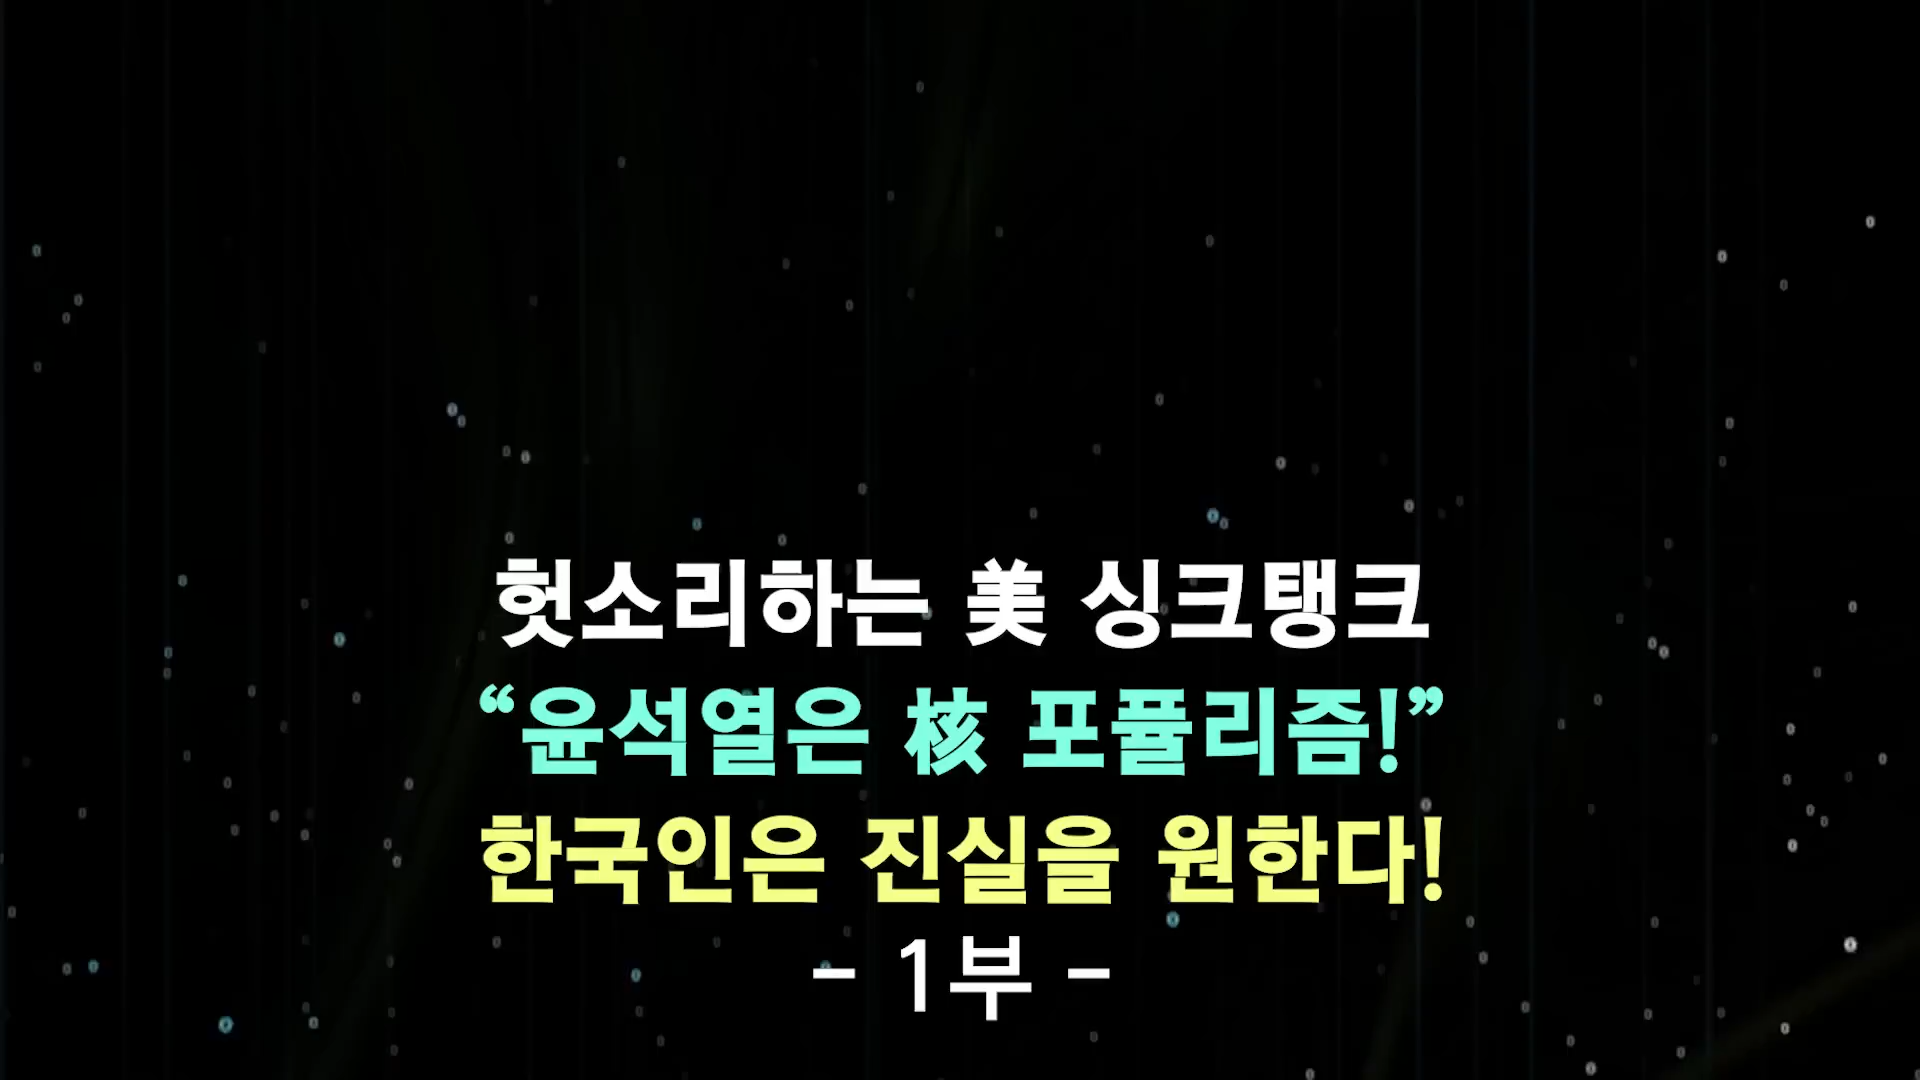 헛소리하는 美 싱크탱크
“윤석열은 核 포퓰리즘!”
한국인은 진실을 원한다!
- 1부 -